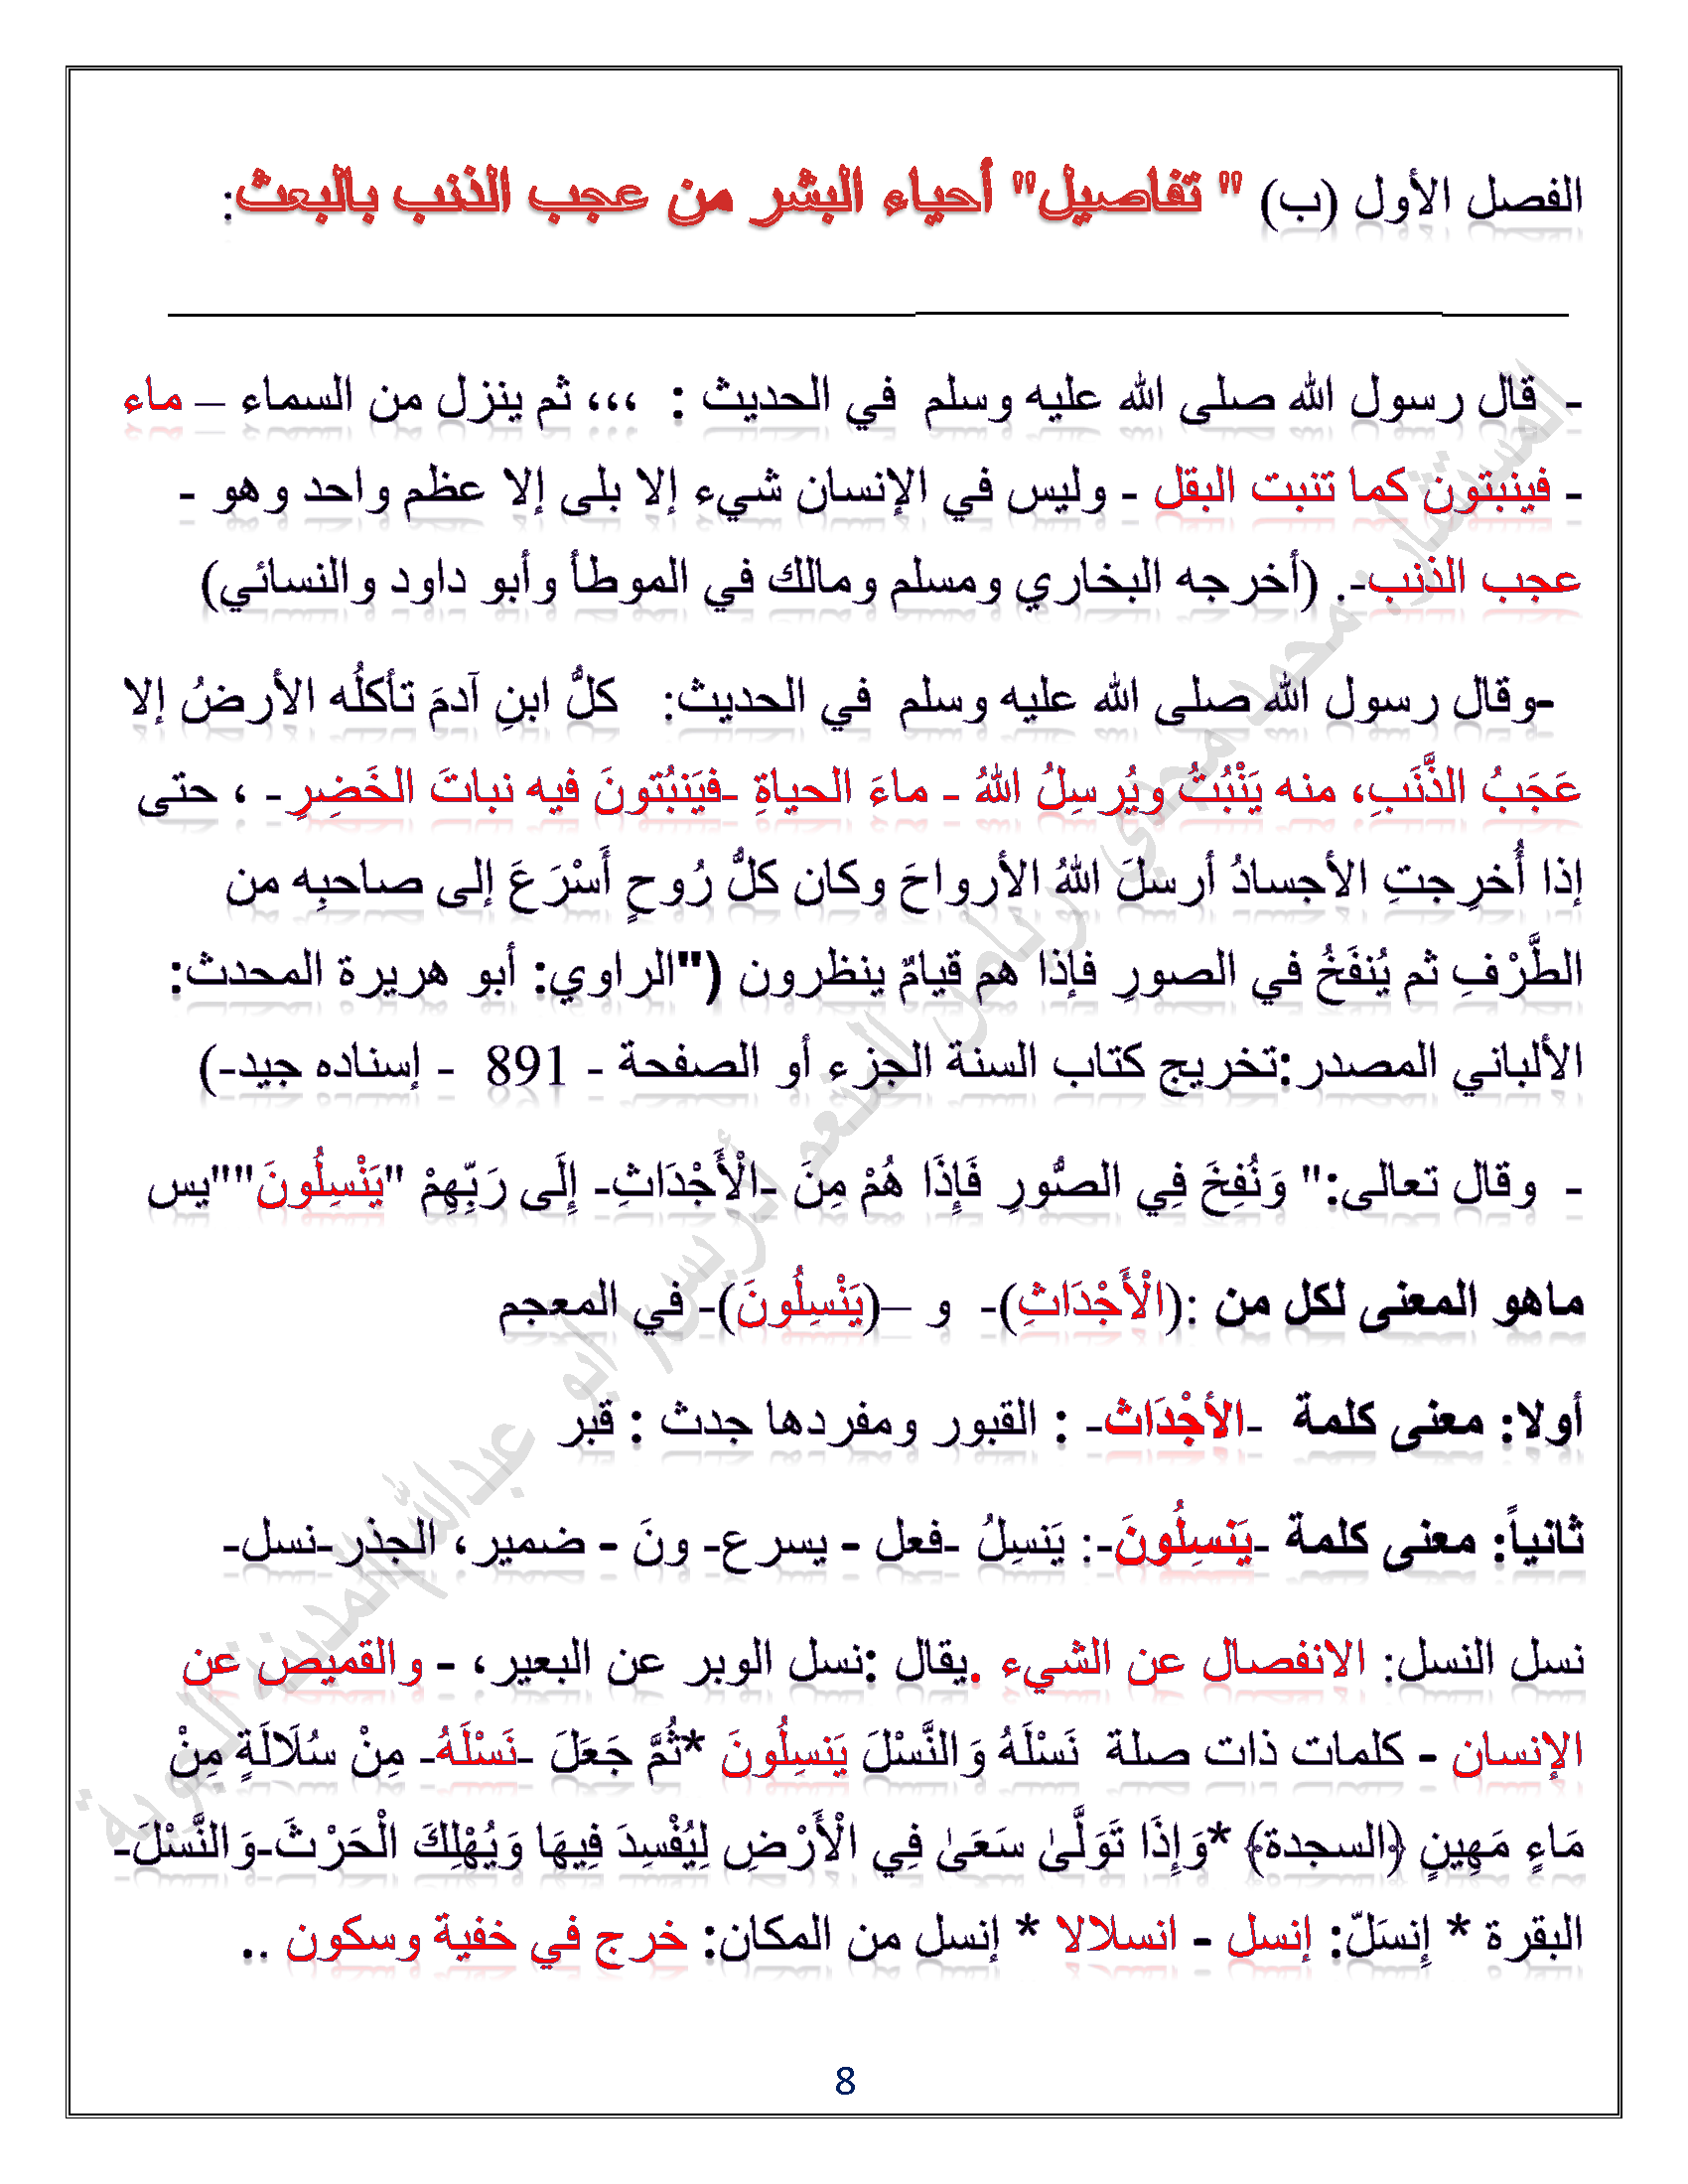 الفصل الأول (ب) " تفاصيل" أحياء البشر من عجب الذنب بالبعث:
- قال رسول الله صلى الله عليه وسلم في الحديث : ،،، ثم ينزل من السماء – ماء
- فينبتون كما تنبت البقل - وليس في الإنسان شيء إلا بلى إلا عظم واحد وهو -
عجب الذنب-. (أخرجه البخاري ومسلم ومالك في الموطأ وأبو داود والنسائي)
-وقال رسول الله صلى الله عليه وسلم في الحديث: كلُّ ابنِ آدمَ تأكلُه الأرضُ إلا
عَجَبُ الذَّنَبِ، منه يَنْبُتُ ويُرسِلُ اللهُ - ماءَ الحياةِ -فيَنبُتونَ فيه نباتَ الخَضِرِ- ، حتى
إذا أُخرِجتِ الأجسادُ أرسلَ اللهُ الأرواحَ وكان كلُّ رُوحٍ أَسْرَعَ إلى صاحبِه من
الطَّرْفِ ثم يُنفَخُ في الصورِ فإذا هم قيامٌ ينظرون ("الراوي: أبو هريرة المحدث:
الألباني المصدر:تخريج كتاب السنة الجزء أو الصفحة - 891 - إسناده جيد-)
- وقال تعالى:" وَنُفِخَ فِي الصُّورِ فَإِذَا هُمْ مِنَ -الْأَجْدَاثِ- إِلَى رَبِّهِمْ "يَنْسِلُونَ""يس
ماهو المعنى لكل من :(الْأَجْدَاثِ)- و –(يَنْسِلُونَ)- في المعجم
أولا: معنى كلمة -الأجْدَاث- : القبور ومفردها جدث : قبر
ثانياً: معنى كلمة -يَنسِلُونَ-: يَنسِلُ -فعل - يسرع- ونَ - ضمير، الجذر-نسل-
نسل النسل: الانفصال عن الشيء .يقال :نسل الوبر عن البعير، - والقميص عن
الإنسان - كلمات ذات صلة نَسْلَهُ وَالنَّسْلَ يَنسِلُونَ *ثُمَّ جَعَلَ -نَسْلَهُ- مِنْ سُلَالَةٍ مِنْ
مَاءٍ مَهِينٍ ﴿السجدة﴾ *وَإِذَا تَوَلَّىٰ سَعَىٰ فِي الْأَرْضِ لِيُفْسِدَ فِيهَا وَيُهْلِكَ الْحَرْثَ-وَالنَّسْلَ-
البقرة * إِنسَلّ: إنسل - انسلالا * إنسل من المكان: خرج في خفية وسكون ..
8